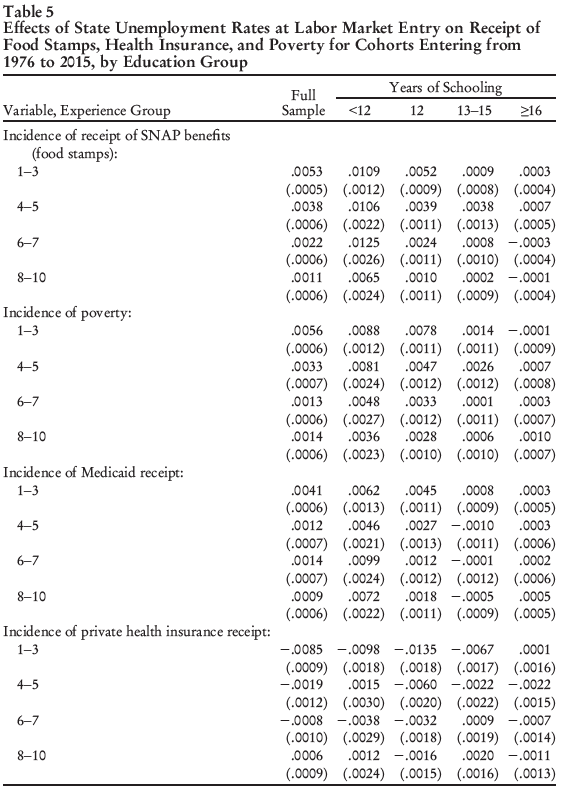 Table 5
Effects of State Unemployment Rates at Labor Market Entry on Receipt of
Food Stamps, Health Insurance, and Poverty for Cohorts Entering from
1976 to 2015, by Education Group
Full Years of Schooling
Variable, Experience Group Sample <12 12 13–15 ≥16
Incidence of receipt of SNAP benefits
(food stamps):
1–3 .0053 .0109 .0052 .0009 .0003
(.0005) (.0012) (.0009) (.0008) (.0004)
4–5 .0038 .0106 .0039 .0038 .0007
(.0006) (.0022) (.0011) (.0013) (.0005)
6–7 .0022 .0125 .0024 .0008 −.0003
(.0006) (.0026) (.0011) (.0010) (.0004)
8–10 .0011 .0065 .0010 .0002 −.0001
(.0006) (.0024) (.0011) (.0009) (.0004)
Incidence of poverty:
1–3 .0056 .0088 .0078 .0014 −.0001
(.0006) (.0012) (.0011) (.0011) (.0009)
4–5 .0033 .0081 .0047 .0026 .0007
(.0007) (.0024) (.0012) (.0012) (.0008)
6–7 .0013 .0048 .0033 .0001 .0003
(.0006) (.0027) (.0012) (.0011) (.0007)
8–10 .0014 .0036 .0028 .0006 .0010
(.0006) (.0023) (.0010) (.0010) (.0007)
Incidence of Medicaid receipt:
1–3 .0041 .0062 .0045 .0008 .0003
(.0006) (.0013) (.0011) (.0009) (.0005)
4–5 .0012 .0046 .0027 −.0010 .0003
(.0007) (.0021) (.0013) (.0011) (.0006)
6–7 .0014 .0099 .0012 −.0001 .0002
(.0007) (.0024) (.0012) (.0012) (.0006)
8–10 .0009 .0072 .0018 −.0005 .0005
(.0006) (.0022) (.0011) (.0009) (.0005)
Incidence of private health insurance receipt:
1–3 −.0085 −.0098 −.0135 −.0067 .0001
(.0009) (.0018) (.0018) (.0017) (.0016)
4–5 −.0019 .0015 −.0060 −.0022 −.0022
(.0012) (.0030) (.0020) (.0022) (.0015)
6–7 −.0008 −.0038 −.0032 .0009 −.0007
(.0010) (.0029) (.0018) (.0019) (.0014)
8–10 .0006 .0012 −.0016 .0020 −.0011
(.0009) (.0024) (.0015) (.0016) (.0013)